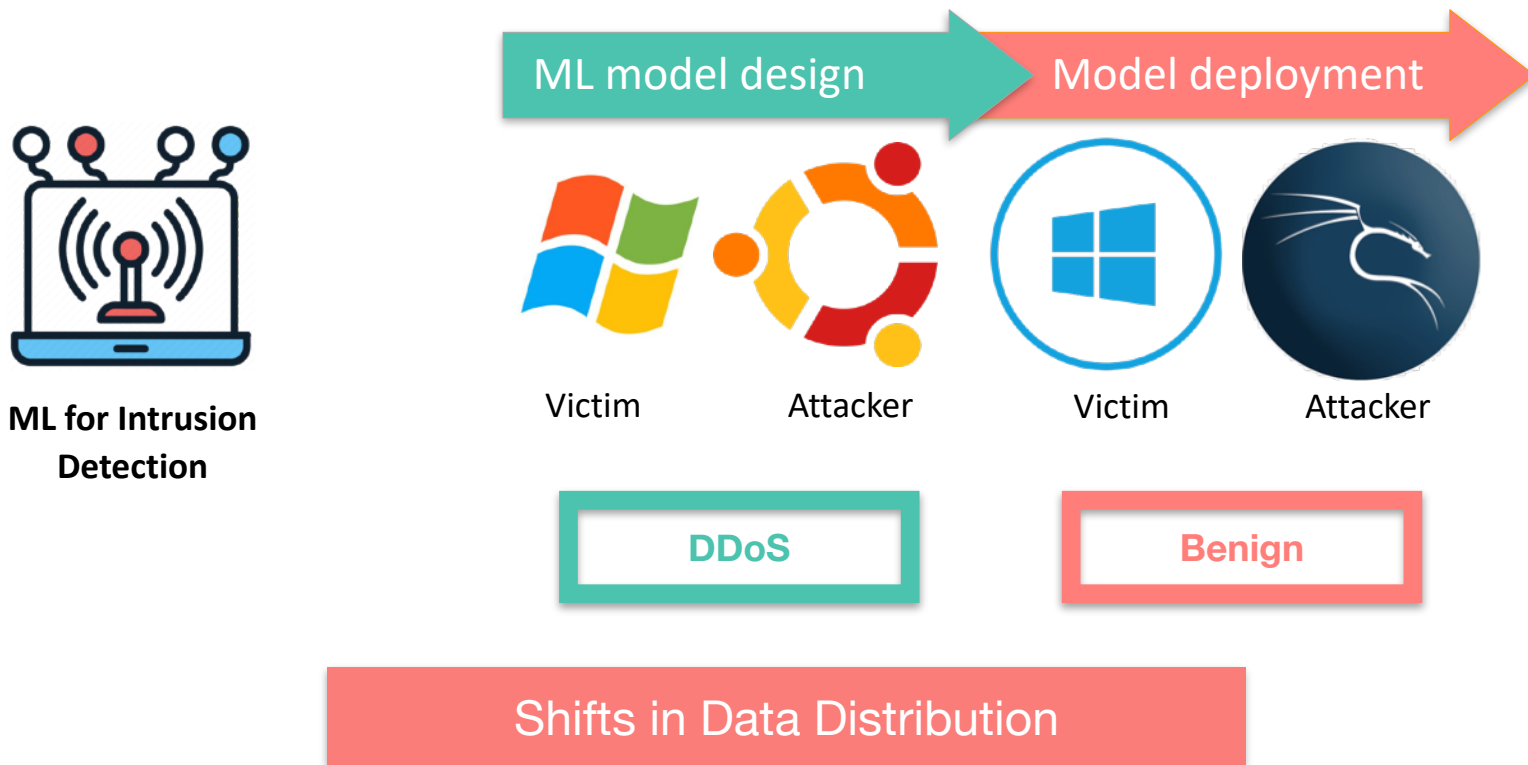 ML model design
Model deployment
Victim
Attacker
Victim
Attacker
ML for Intrusion
Detection
DDoS
Benign
Shifts in Data Distribution